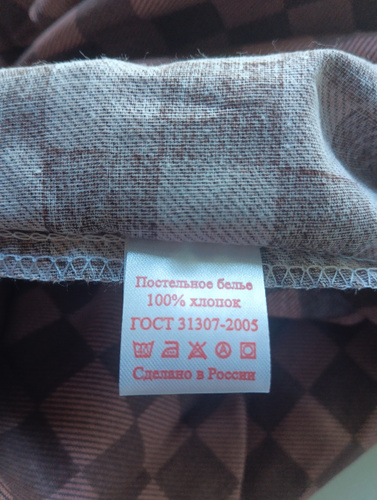 Постельное белье
100% хлопок
ГОСТ 31307-2005
Сделано в России